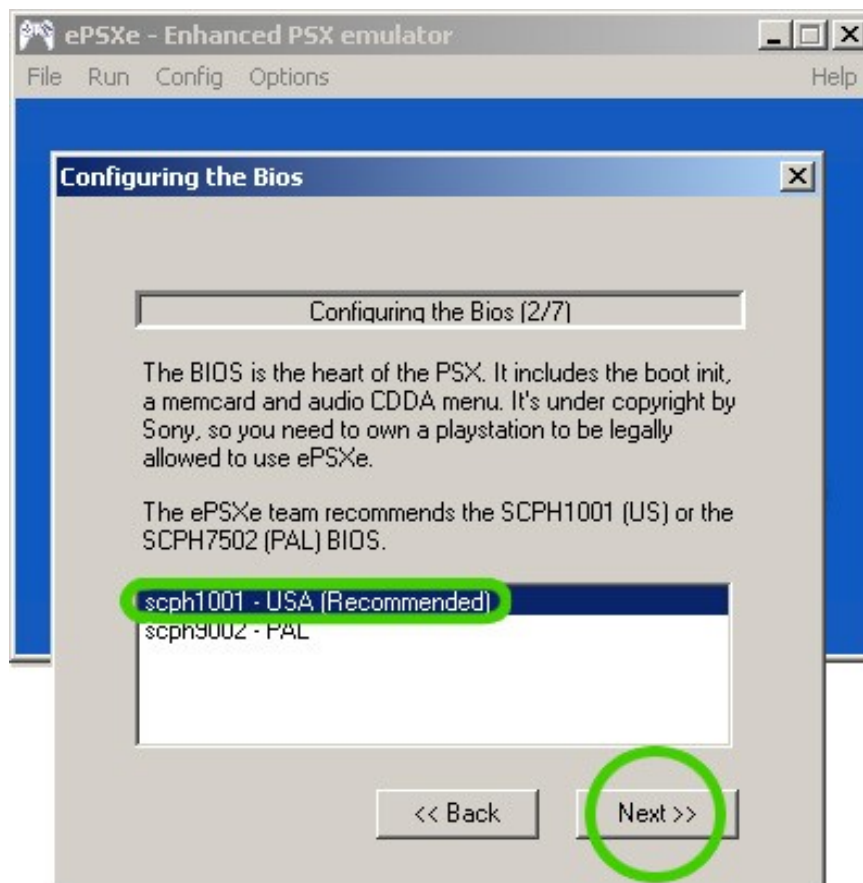 ePSXe - Enhanced PSX emulator
File Run Config Options Help
Configuring the Bios
Configuring the Bios (2/7)
The BIOS is the heart of the PSX. It includes the boot init,
a memcard and audio CDDA menu. It's under copyright by
Sony, so you need to own a playstation to be legally
allowed to use ePSXe.
The ePSXe team recommends the SCPH1001 (US) or the
SCPH7502 (PAL) BIOS.
scph1001 - USA (Recommended)
scph9002 - PAL
<< Back Next >>